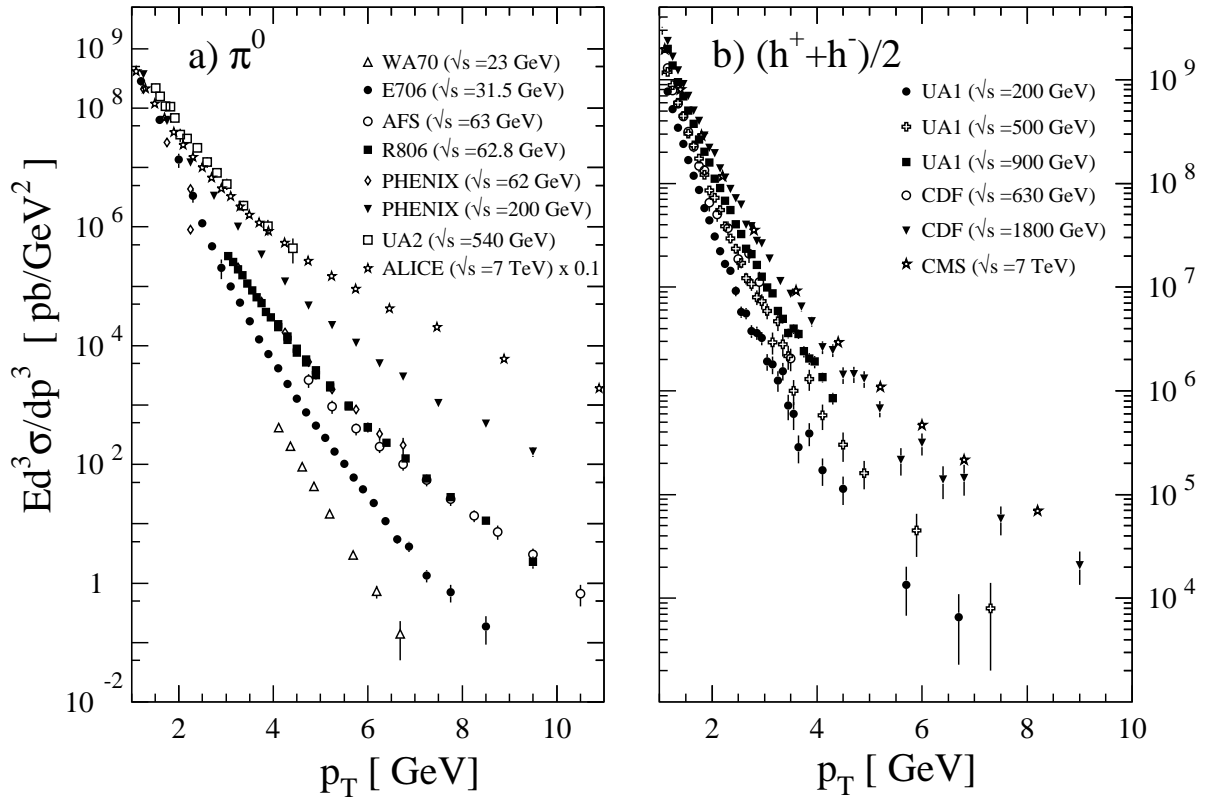 a) π⁰
△ WA70 (√s =23 GeV)
● E706 (√s =31.5 GeV)
○ AFS (√s =63 GeV)
■ R806 (√s =62.8 GeV)
◊ PHENIX (√s =62 GeV)
▼ PHENIX (√s =200 GeV)
□ UA2 (√s =540 GeV)
☆ ALICE (√s =7 TeV) x 0.1
Ed³σ/dp³ [ pb/GeV² ]
10⁹
10⁸
10⁶
10⁴
10²
1
10⁻²
2 4 6 8 10
p_T [ GeV]
b) (h⁺+h⁻)/2
● UA1 (√s =200 GeV)
✚ UA1 (√s =500 GeV)
■ UA1 (√s =900 GeV)
○ CDF (√s =630 GeV)
▼ CDF (√s =1800 GeV)
☆ CMS (√s =7 TeV)
10⁹
10⁸
10⁷
10⁶
10⁵
10⁴
2 4 6 8 10
p_T [ GeV]